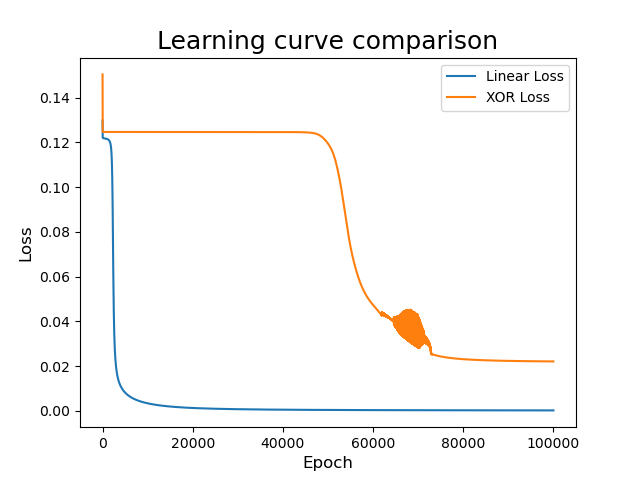 Learning curve comparison
Linear Loss
XOR Loss
0.14
0.12
0.10
0.08
0.06
0.04
0.02
0.00
Loss
0 20000 40000 60000 80000 100000
Epoch